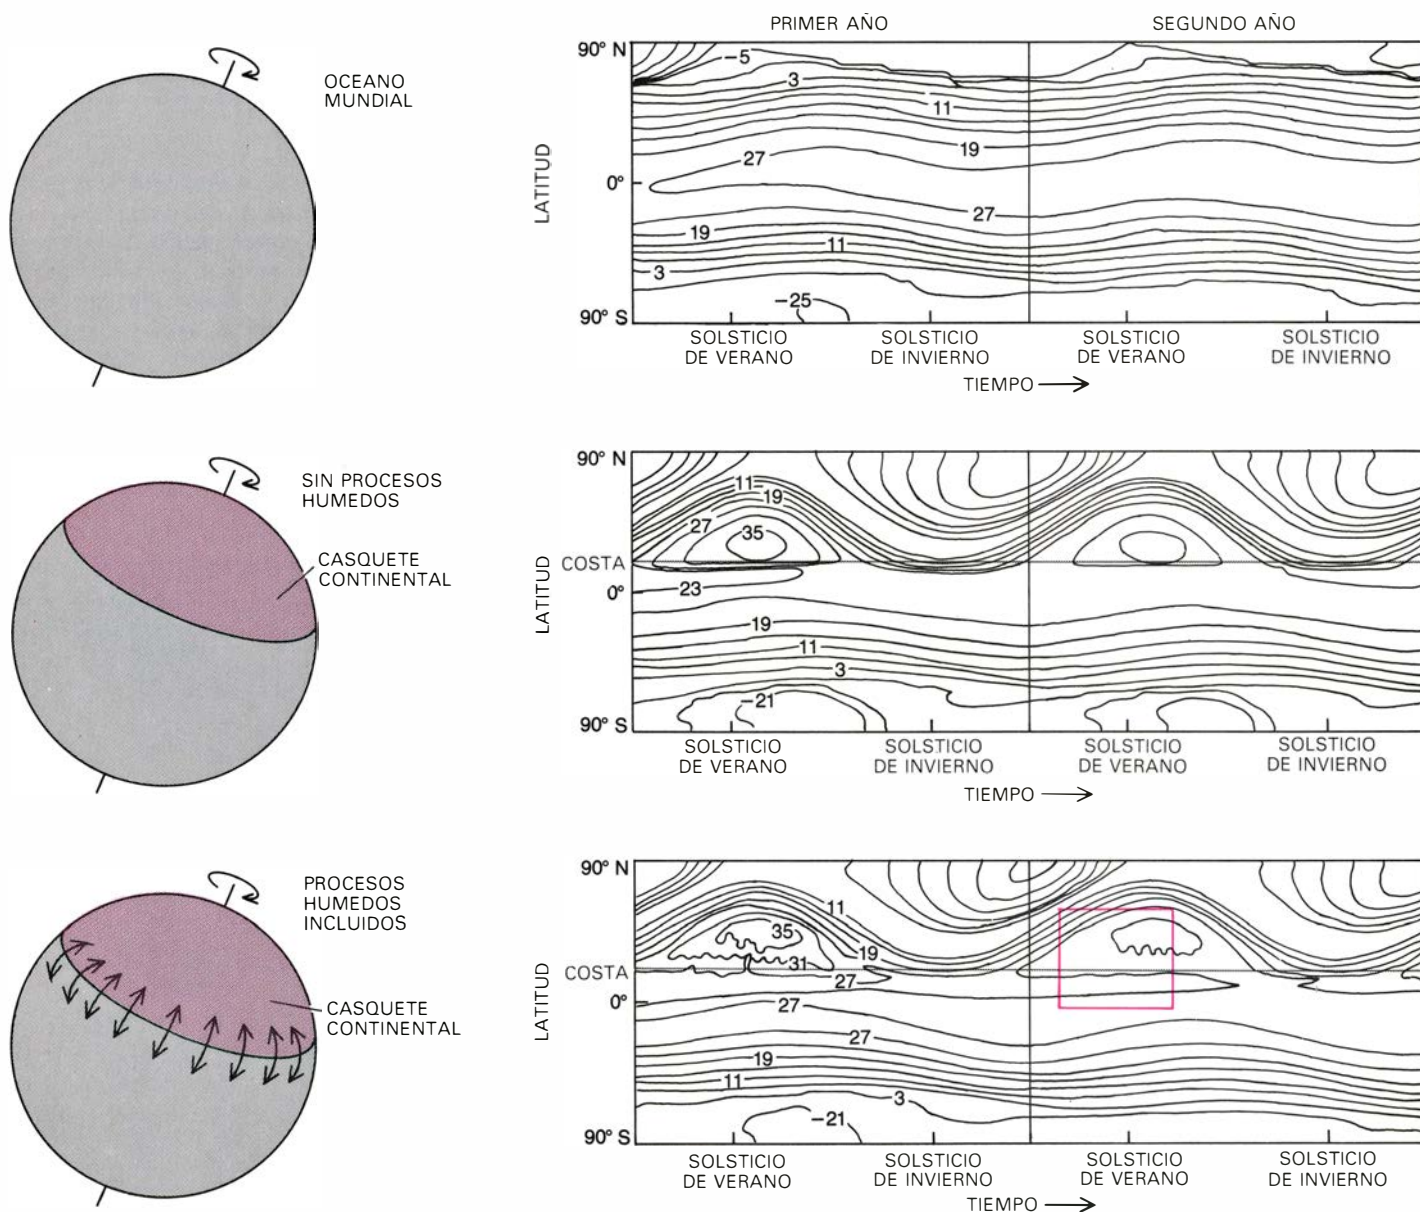 PRIMER AÑO
SEGUNDO AÑO
OCEANO
MUNDIAL
90° N
-5
3
11
19
27
LATITUD
0°
27
19
11
3
-25
90° S
SOLSTICIO
DE VERANO
SOLSTICIO
DE INVIERNO
SOLSTICIO
DE VERANO
SOLSTICIO
DE INVIERNO
TIEMPO
SIN PROCESOS
HUMEDOS
CASQUETE
CONTINENTAL
90° N
11
19
27
35
COSTA
LATITUD
0°
23
19
11
3
-21
90° S
SOLSTICIO
DE VERANO
SOLSTICIO
DE INVIERNO
SOLSTICIO
DE VERANO
SOLSTICIO
DE INVIERNO
TIEMPO
PROCESOS
HUMEDOS
INCLUIDOS
CASQUETE
CONTINENTAL
90° N
11
35
19
31
COSTA
27
LATITUD
0°
27
27
19
11
3
-21
90° S
SOLSTICIO
DE VERANO
SOLSTICIO
DE INVIERNO
SOLSTICIO
DE VERANO
SOLSTICIO
DE INVIERNO
TIEMPO